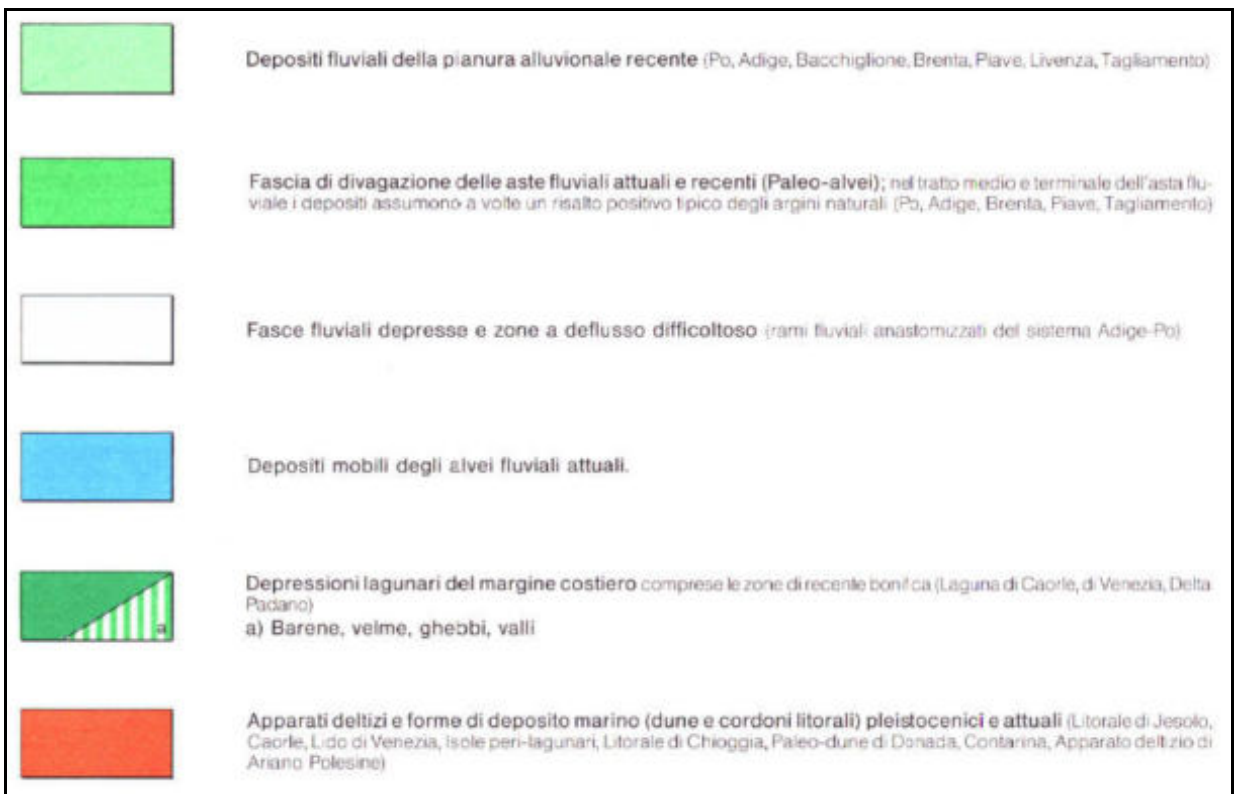 Depositi fluviali della pianura alluvionale recente (Po, Adige, Bacchiglione, Brenta, Piave, Livenza, Tagliamento)
Fascia di divagazione delle aste fluviali attuali e recenti (Paleo-alvei); nel tratto medio e terminale dell'asta flu-
viale i depositi assumono a volte un risalto positivo tipico degli argini naturali (Po, Adige, Brenta, Piave, Tagliamento)
Fasce fluviali depresse e zone a deflusso difficoltoso (rami fluviali anastomizzati del sistema Adige-Po)
Depositi mobili degli alvei fluviali attuali.
Depressioni lagunari del margine costiero comprese le zone di recente bonifica (Laguna di Caorle, di Venezia, Delta
Padano)
a
a) Barene, velme, ghebbi, valli
Apparati deltizi e forme di deposito marino (dune e cordoni litorali) pleistocenici e attuali (Litorale di Jesolo,
Caorle, Lido di Venezia, Isole peri-lagunari, Litorale di Chioggia, Paleo-dune di Donada, Contarina, Apparato deltizio di
Ariano Polesine)